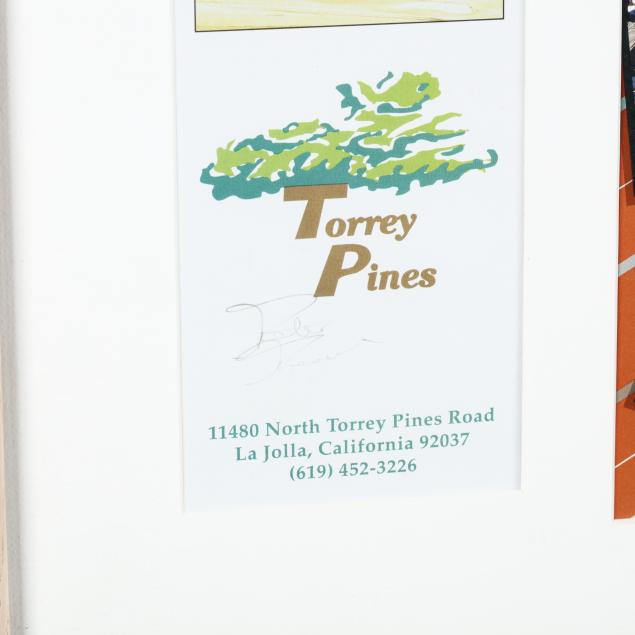 Torrey
Pines
11480 North Torrey Pines Road
La Jolla, California 92037
(619) 452-3226